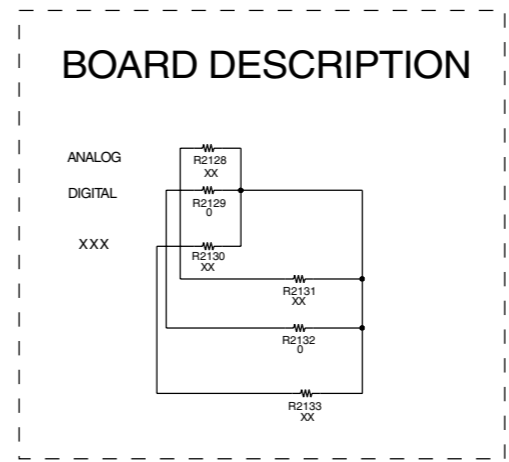 BOARD DESCRIPTION
ANALOG
R2128
XX
DIGITAL
R2129
0
XXX
R2130
XX
R2131
XX
R2132
0
R2133
XX